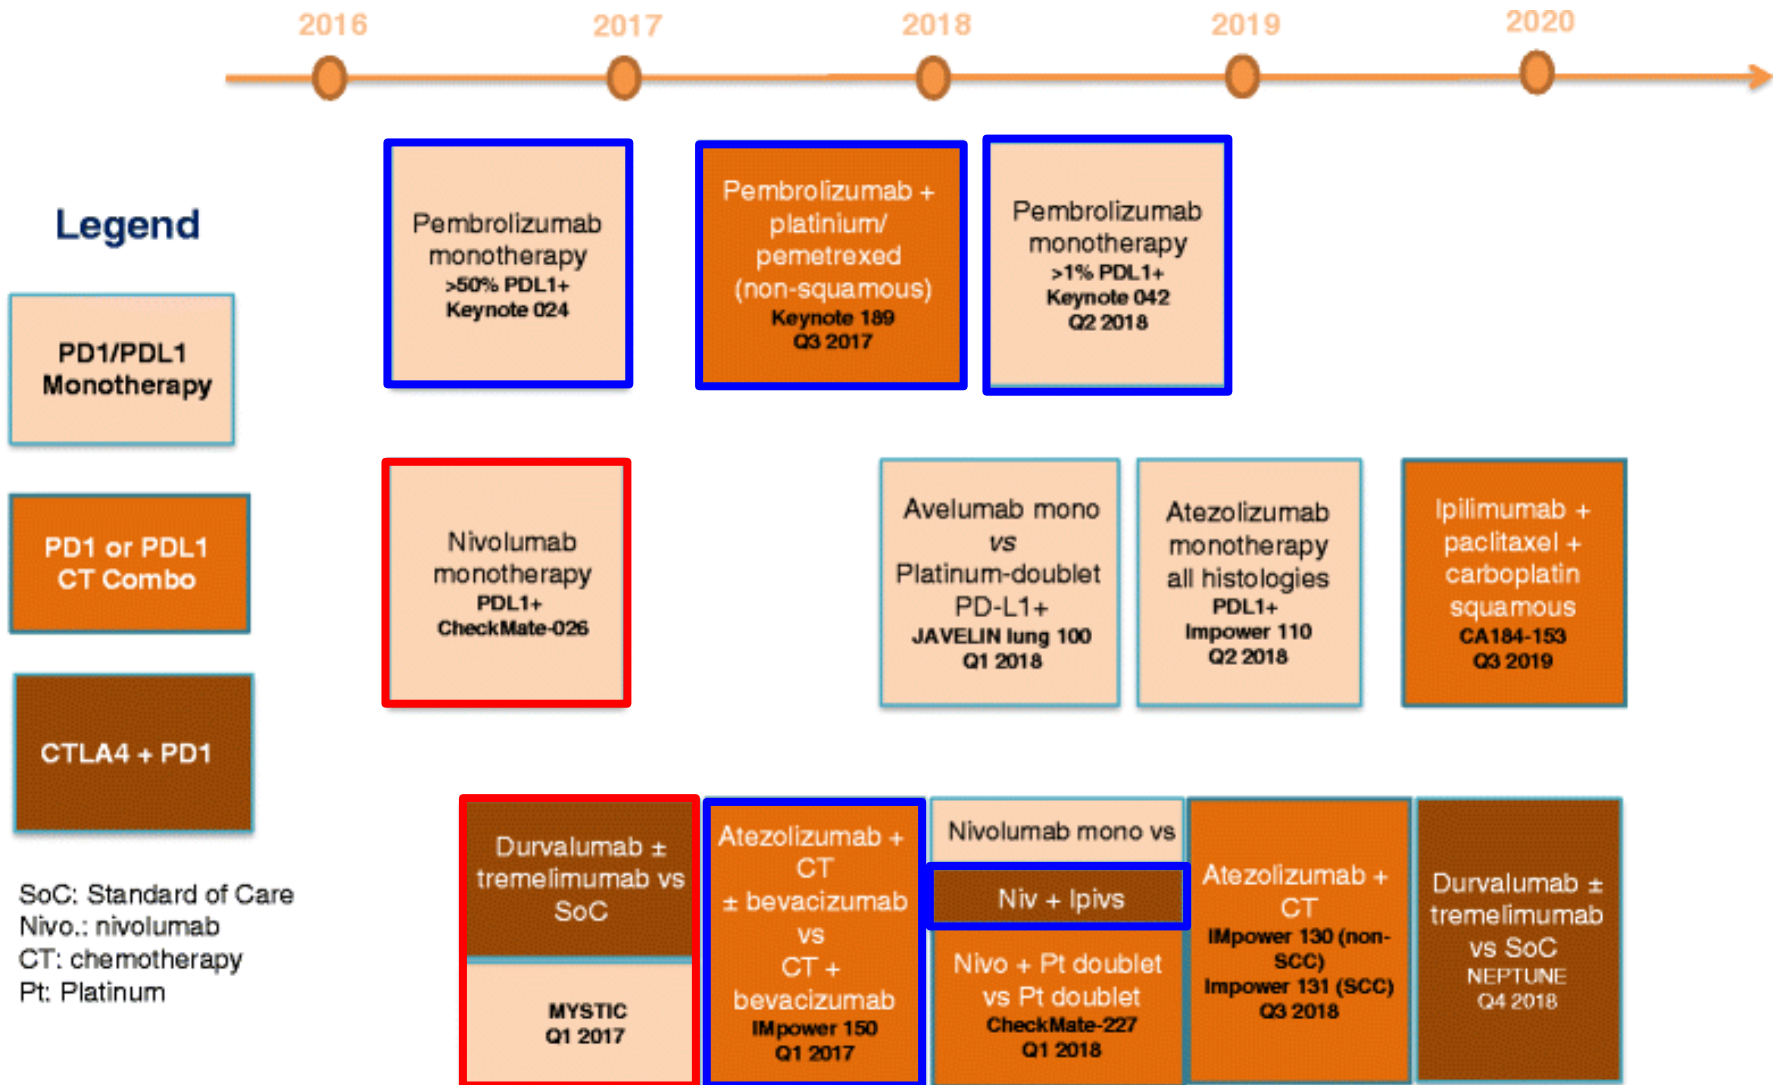 2016
2017
2018
2019
2020
Legend
PD1/PDL1
Monotherapy
PD1 or PDL1
CT Combo
CTLA4 + PD1
SoC: Standard of Care
Nivo.: nivolumab
CT: chemotherapy
Pt: Platinum
Pembrolizumab
monotherapy
>50% PDL1+
Keynote 024
Pembrolizumab +
platinium/
pemetrexed
(non-squamous)
Keynote 189
Q3 2017
Pembrolizumab
monotherapy
>1% PDL1+
Keynote 042
Q2 2018
Nivolumab
monotherapy
PDL1+
CheckMate-026
Avelumab mono
vs
Platinum-doublet
PD-L1+
JAVELIN lung 100
Q1 2018
Atezolizumab
monotherapy
all histologies
PDL1+
Impower 110
Q2 2018
Ipilimumab +
paclitaxel +
carboplatin
squamous
CA184-153
Q3 2019
Durvalumab ±
tremelimumab vs
SoC
MYSTIC
Q1 2017
Atezolizumab +
CT
± bevacizumab
vs
CT +
bevacizumab
IMpower 150
Q1 2017
Nivolumab mono vs
Niv + Ipivs
Nivo + Pt doublet
vs Pt doublet
CheckMate-227
Q1 2018
Atezolizumab +
CT
IMpower 130 (non-
SCC)
Impower 131 (SCC)
Q3 2018
Durvalumab ±
tremelimumab
vs SoC
NEPTUNE
Q4 2018